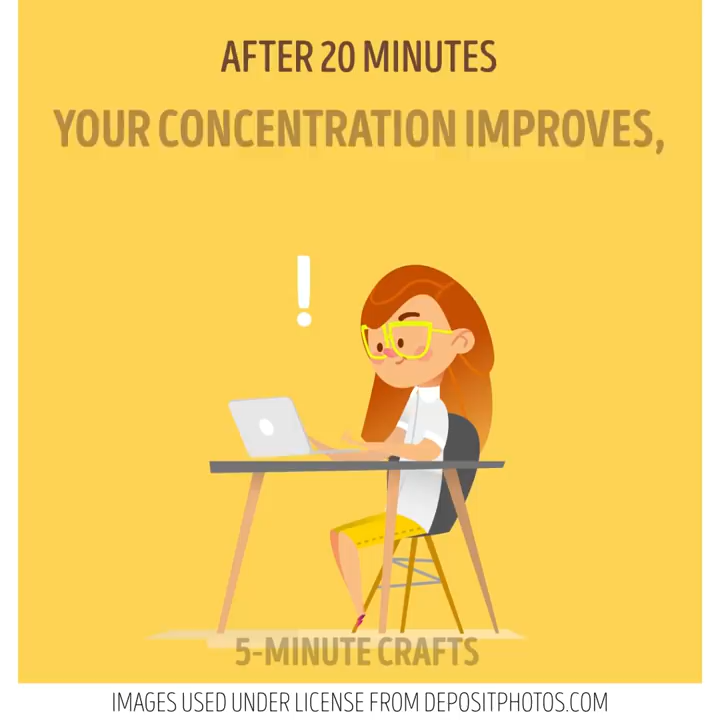 AFTER 20 MINUTES
YOUR CONCENTRATION IMPROVES,
!
5-MINUTE CRAFTS
IMAGES USED UNDER LICENSE FROM DEPOSITPHOTOS.COM